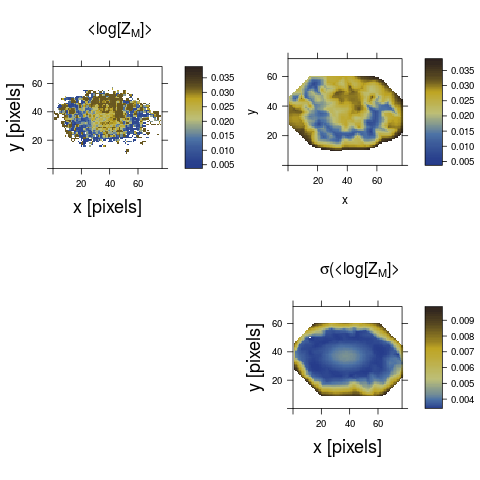 <log[Z_M]>
60
40
20
20 40 60
y [pixels]
x [pixels]
0.035
0.030
0.025
0.020
0.015
0.010
0.005
60
40
20
20 40 60
y
x
0.035
0.030
0.025
0.020
0.015
0.010
0.005
σ(<log[Z_M]>
60
40
20
20 40 60
y [pixels]
x [pixels]
0.009
0.008
0.007
0.006
0.005
0.004